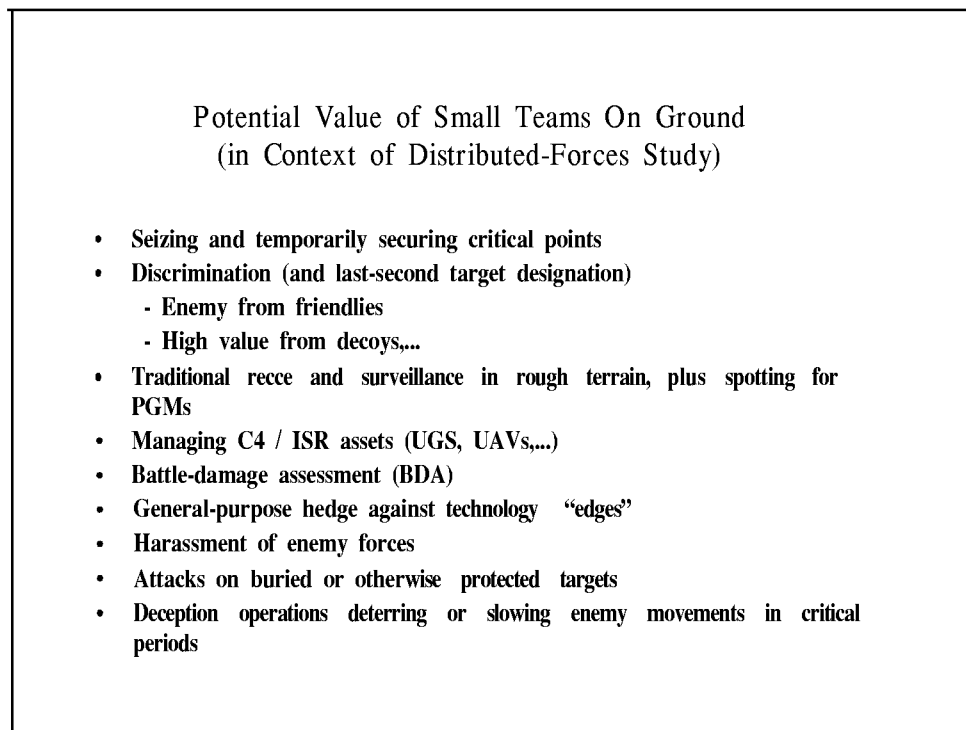 Potential Value of Small Teams On Ground
(in Context of Distributed-Forces Study)
• Seizing and temporarily securing critical points
• Discrimination (and last-second target designation)
- Enemy from friendlies
- High value from decoys,...
• Traditional recce and surveillance in rough terrain, plus spotting for
PGMs
• Managing C4 / ISR assets (UGS, UAVs,...)
• Battle-damage assessment (BDA)
• General-purpose hedge against technology “edges”
• Harassment of enemy forces
• Attacks on buried or otherwise protected targets
• Deception operations deterring or slowing enemy movements in critical
periods